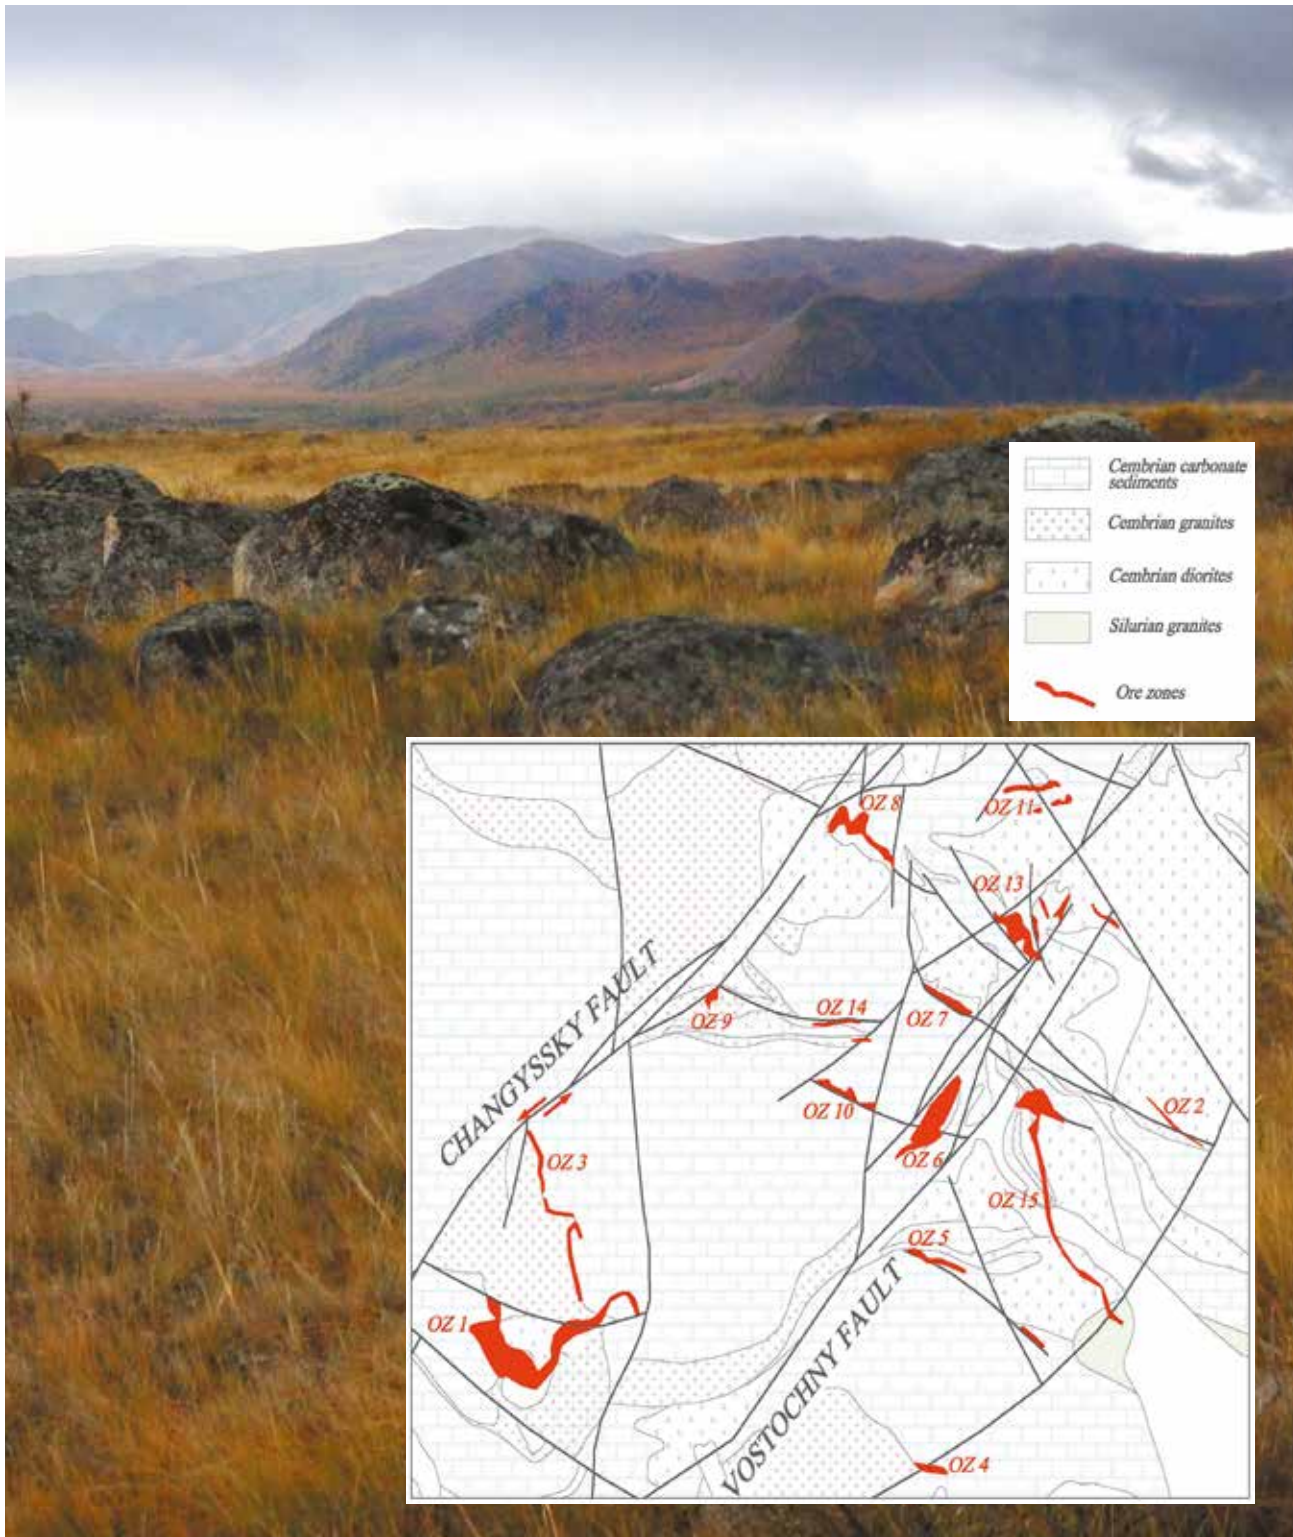 Cembrian carbonate
sediments
Cembrian granites
Cembrian diorites
Silurian granites
Ore zones
OZ 8
OZ 11
OZ 13
CHANGYSSKY FAULT
OZ 9
OZ 14
OZ 7
OZ 10
OZ 2
OZ 3
OZ 6
OZ 15
OZ 5
OZ 1
VOSTOCHNY FAULT
OZ 4